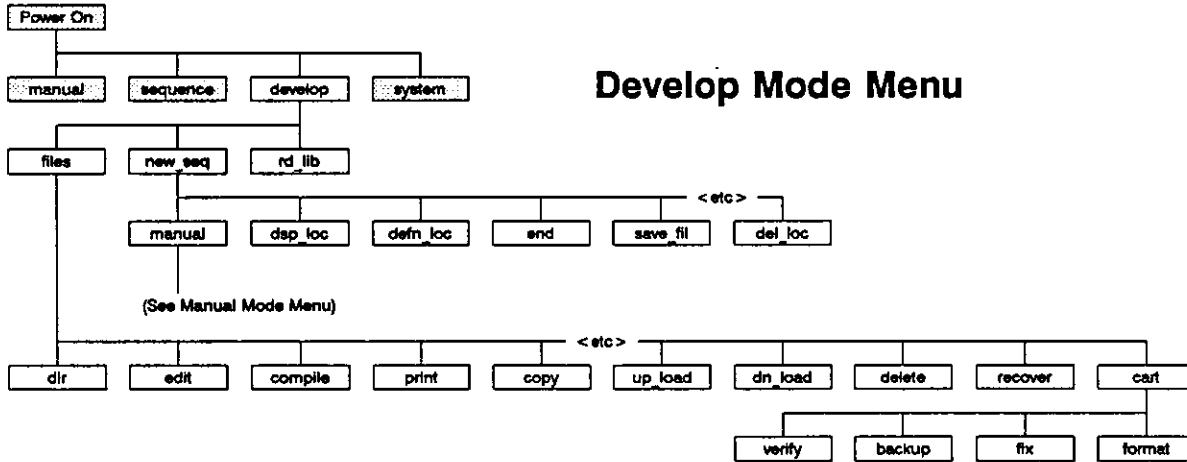 Power On
manual sequence develop system
Develop Mode Menu
files new_seq rd_lib
< etc >
manual dsp_loc defn_loc end save_fil del_loc
(See Manual Mode Menu)
< etc >
dir edit compile print copy up_load dn_load delete recover cart
verify backup fix format